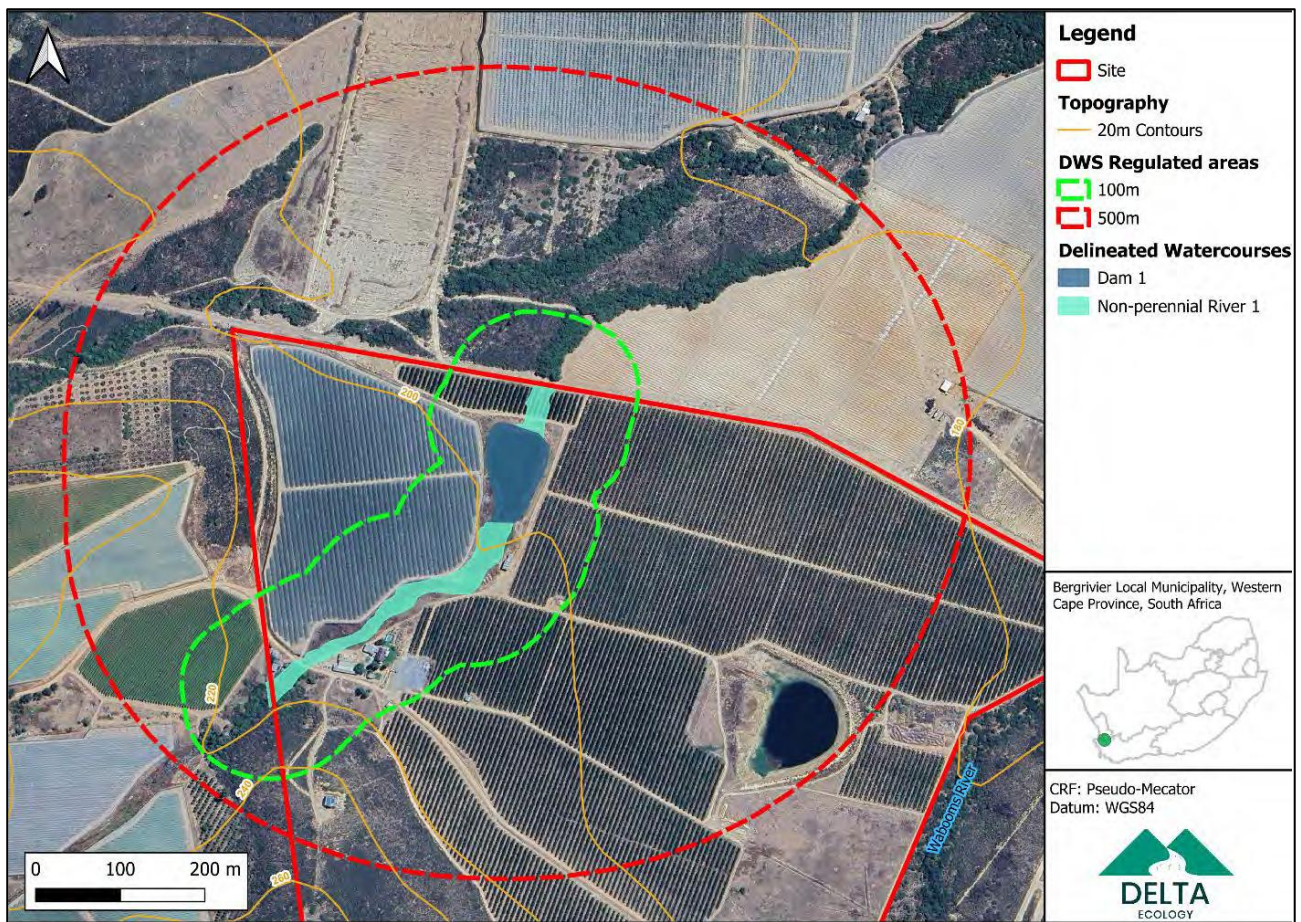 Legend
Site
Topography
20m Contours
DWS Regulated areas
100m
500m
Delineated Watercourses
Dam 1
Non-perennial River 1
200
180
220
240
260
Wabooms River
0 100 200 m
Bergrivier Local Municipality, Western
Cape Province, South Africa
CRF: Pseudo-Mecator
Datum: WGS84
DELTA
ECOLOGY